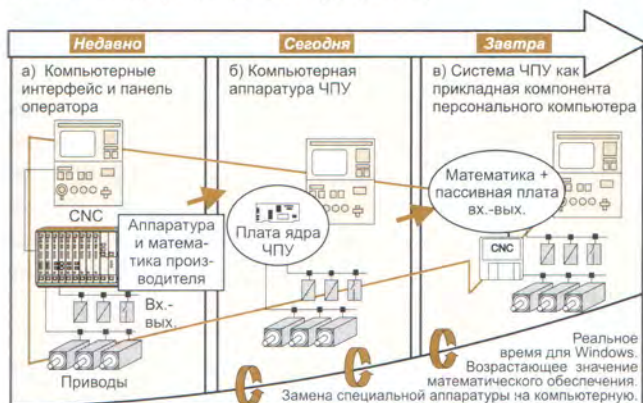 Недавно
Сегодня
Завтра
а) Компьютерные
интерфейс и панель
оператора
б) Компьютерная
аппаратура ЧПУ
в) Система ЧПУ как
прикладная компонента
персонального компьютера
CNC
Аппаратура
и матема-
тика произ-
водителя
Вх.-
вых.
Приводы
Плата ядра
ЧПУ
Математика +
пассивная плата
вх.-вых.
CNC
Реальное
время для Windows.
Возрастающее значение
математического обеспечения.
Замена специальной аппаратуры на компьютерную.